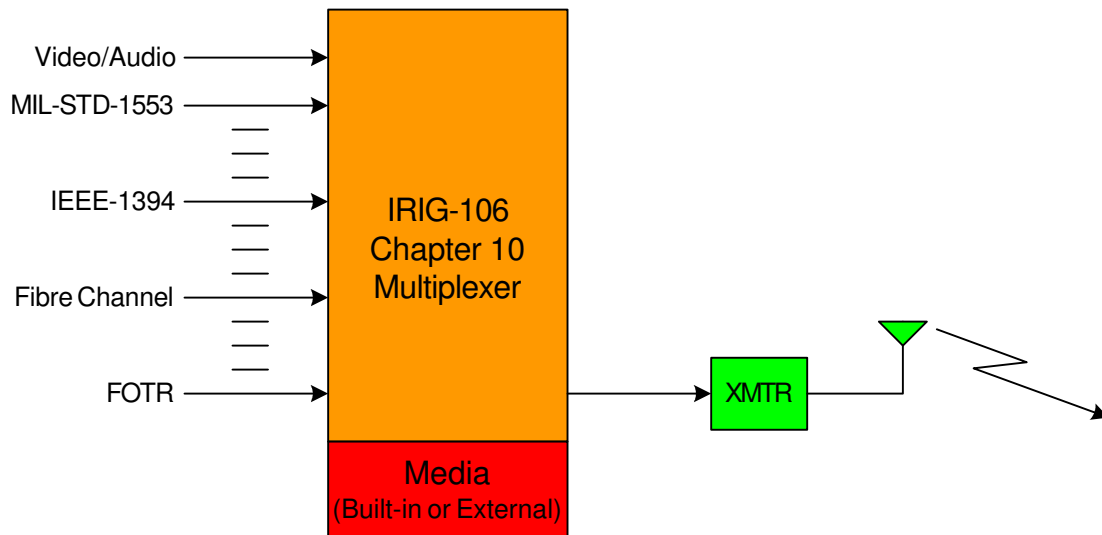 Video/Audio
MIL-STD-1553
IEEE-1394
Fibre Channel
FOTR
IRIG-106
Chapter 10
Multiplexer
Media
(Built-in or External)
XMTR